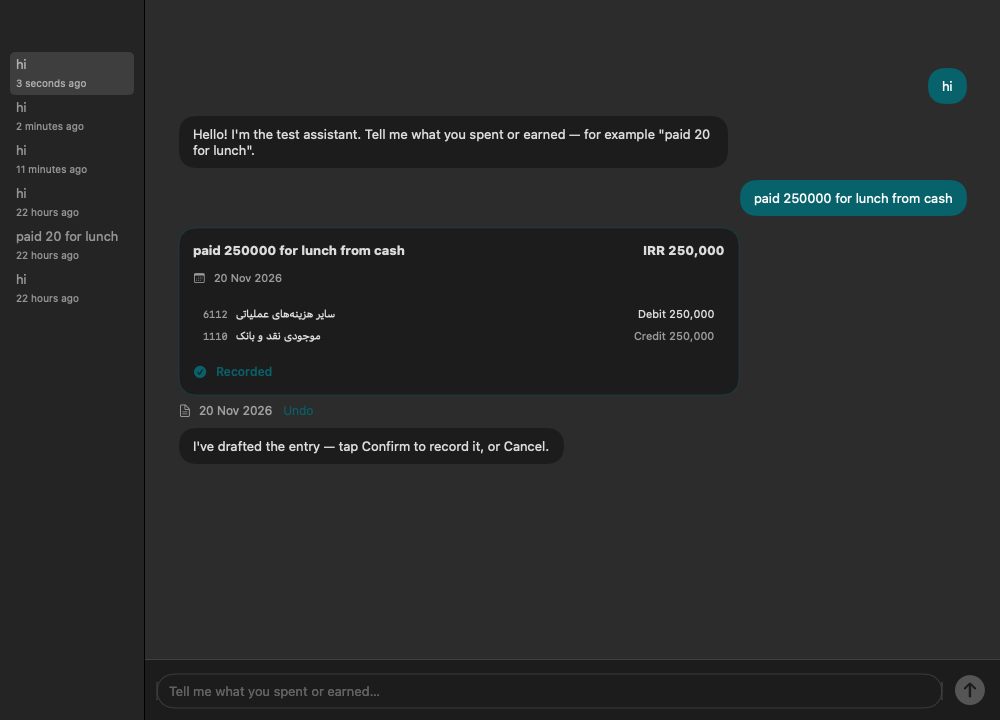 hi
3 seconds ago
hi
2 minutes ago
hi
11 minutes ago
hi
22 hours ago
paid 20 for lunch
22 hours ago
hi
22 hours ago
hi
Hello! I'm the test assistant. Tell me what you spent or earned — for example "paid 20
for lunch".
paid 250000 for lunch from cash
paid 250000 for lunch from cash IRR 250,000
20 Nov 2026
6112 سایر هزینه‌های عملیاتی Debit 250,000
1110 موجودی نقد و بانک Credit 250,000
Recorded
20 Nov 2026 Undo
I've drafted the entry — tap Confirm to record it, or Cancel.
Tell me what you spent or earned...